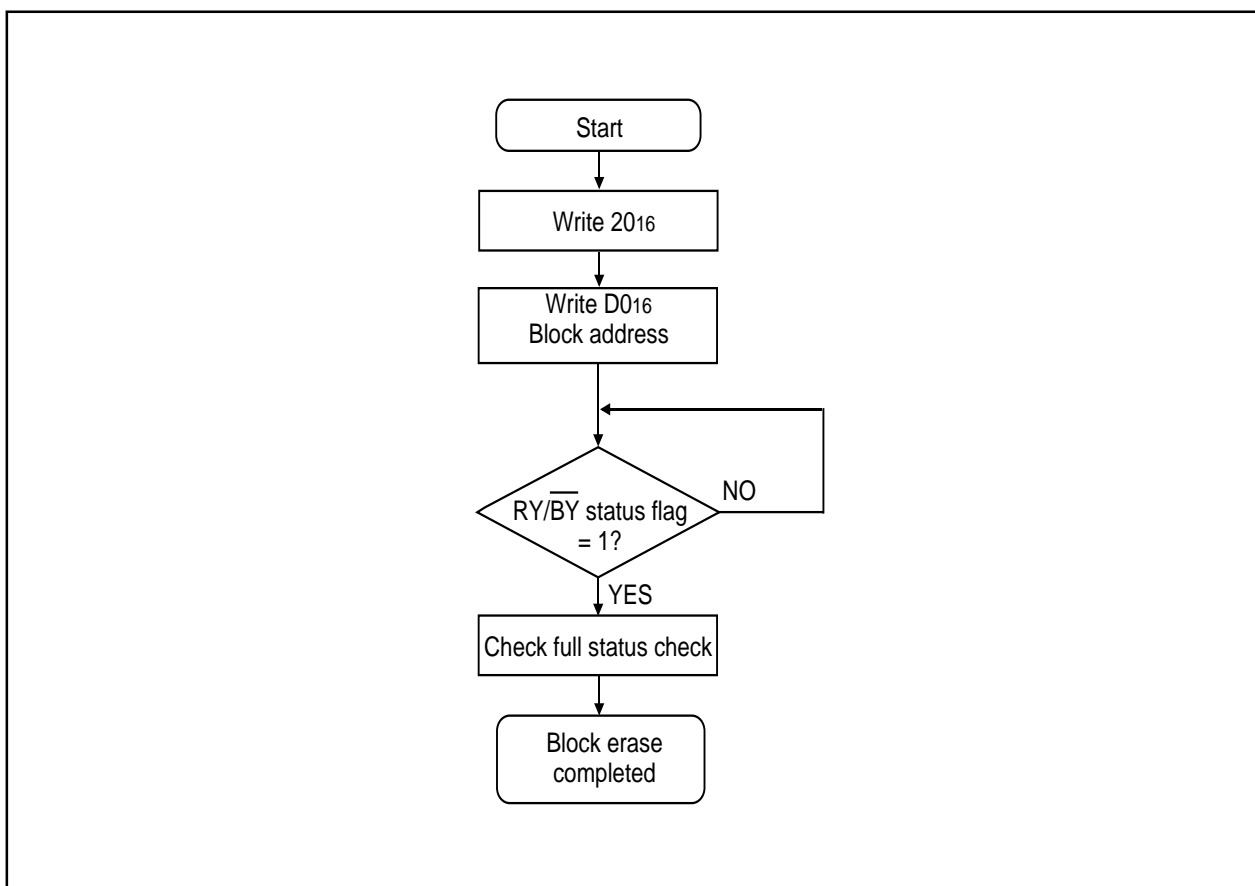 Start
Write 2016
Write D016
Block address
RY/B̅Y̅ status flag
= 1?
NO
YES
Check full status check
Block erase
completed